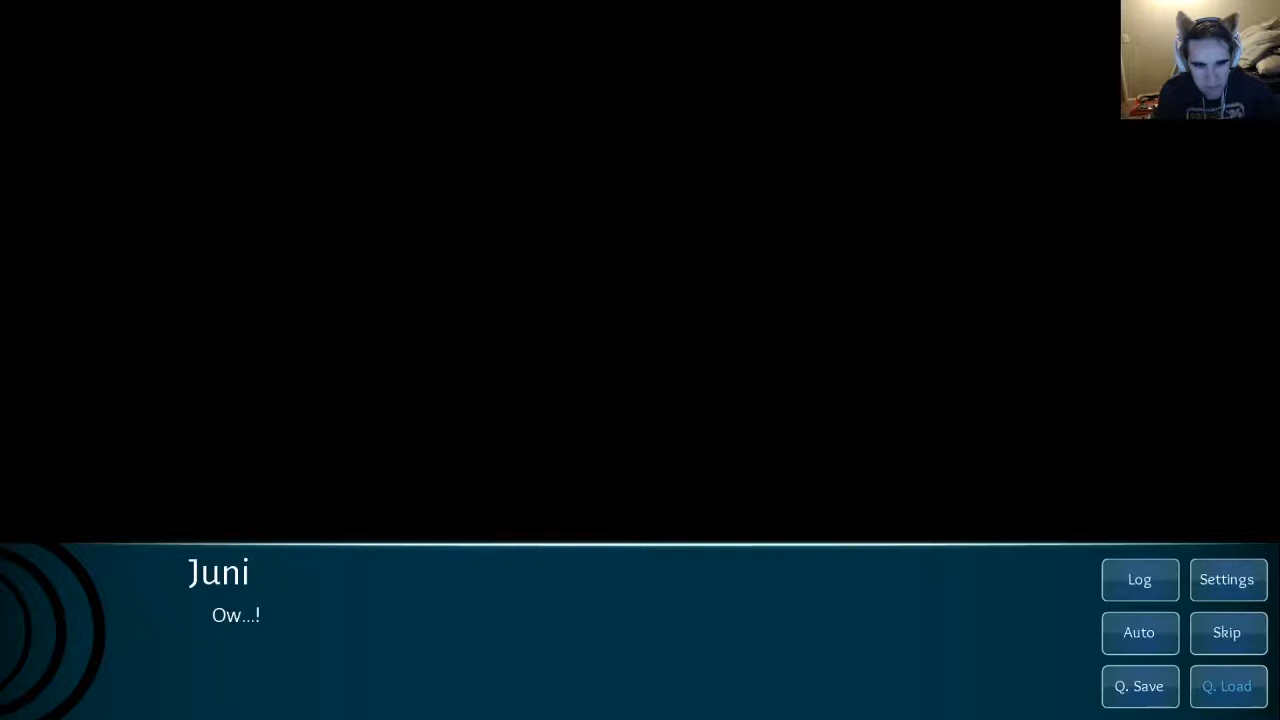 Juni
Ow...!
Log
Settings
Auto
Skip
Q. Save
Q. Load